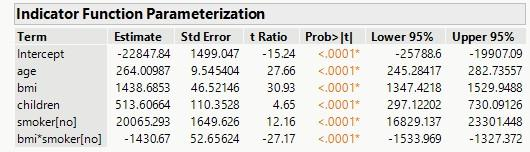 Indicator Function Parameterization
Term Estimate Std Error t Ratio Prob>|t| Lower 95% Upper 95%
Intercept -22847.84 1499.047 -15.24 <.0001* -25788.6 -19907.09
age 264.00987 9.545404 27.66 <.0001* 245.28417 282.73557
bmi 1438.6853 46.52146 30.93 <.0001* 1347.4218 1529.9488
children 513.60664 110.3528 4.65 <.0001* 297.12202 730.09126
smoker[no] 20065.293 1649.626 12.16 <.0001* 16829.137 23301.448
bmi*smoker[no] -1430.67 52.65624 -27.17 <.0001* -1533.969 -1327.372